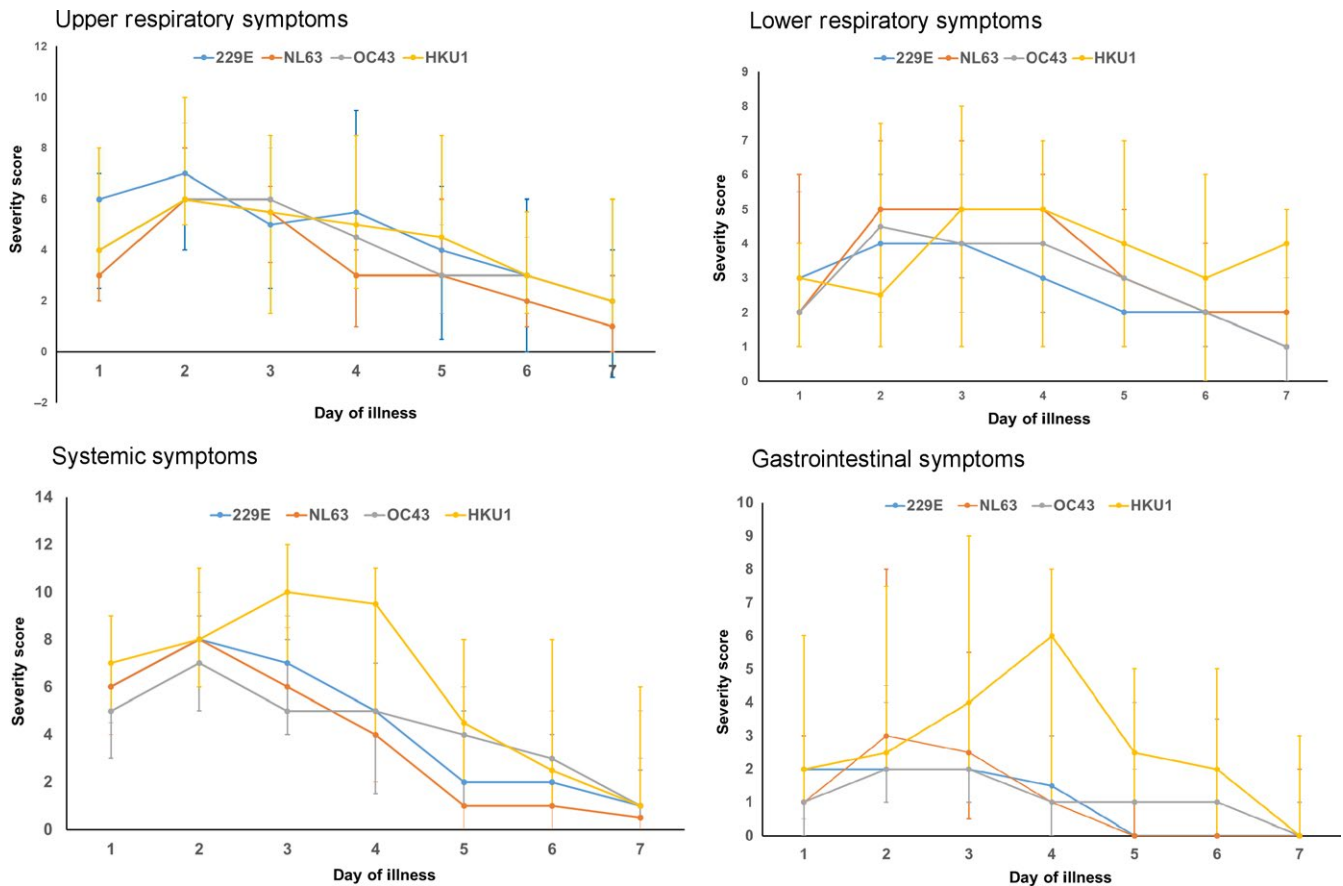 Upper respiratory symptoms
229E NL63 OC43 HKU1
12
10
8
6
4
2
0
–2
Severity score
1 2 3 4 5 6 7
Day of illness
Lower respiratory symptoms
229E NL63 OC43 HKU1
9
8
7
6
5
4
3
2
1
0
Severity score
1 2 3 4 5 6 7
Day of illness
Systemic symptoms
229E NL63 OC43 HKU1
14
12
10
8
6
4
2
0
Severity score
1 2 3 4 5 6 7
Day of illness
Gastrointestinal symptoms
229E NL63 OC43 HKU1
10
9
8
7
6
5
4
3
2
1
0
Severity score
1 2 3 4 5 6 7
Day of illness